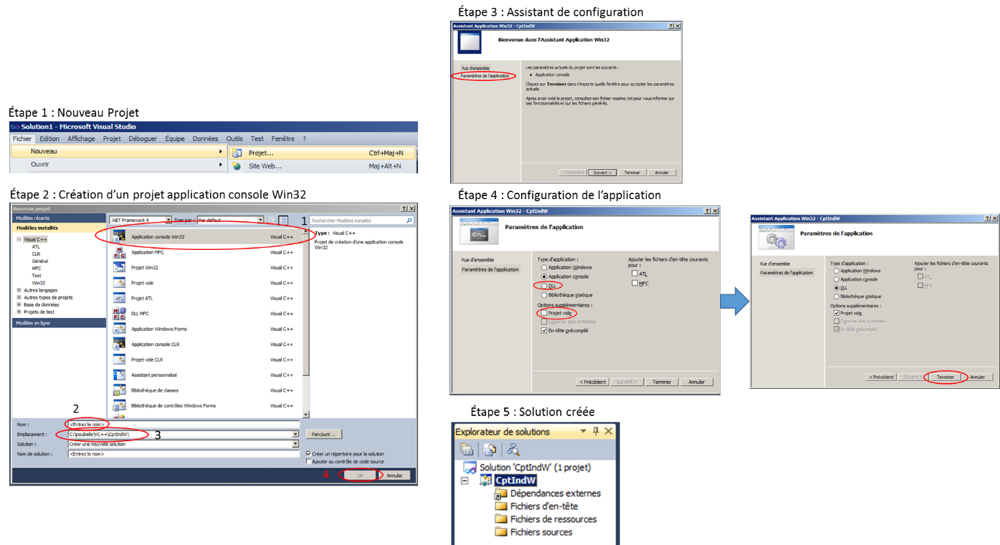 Étape 1 : Nouveau Projet
Solution1 - Microsoft Visual Studio
Fichier Edition Affichage Projet Déboguer Équipe Données Outils Test Fenêtre ?
Nouveau
Projet... Ctrl+Maj+N
Ouvrir
Site Web... Maj+Alt+N
Étape 2 : Création d'un projet application console Win32
Nouveau projet
Modèles récents
.NET Framework 4 Trier par : Par défaut
1
Rechercher Modèles installés
Modèles installés
Visual C++
ATL
CLR
Général
MFC
Test
Win32
Autres langages
Autres types de projets
Base de données
Projets de test
Modèles en ligne
Application console Win32 Visual C++
Application MFC Visual C++
Projet Win32 Visual C++
Projet vide Visual C++
Projet ATL Visual C++
DLL MFC Visual C++
Application Windows Forms Visual C++
Application console CLR Visual C++
Projet vide CLR Visual C++
Assistant personnalisé Visual C++
Bibliothèque de classes Visual C++
Bibliothèque de contrôles Windows Forms Visual C++
Type : Visual C++
Projet de création d'une application console
Win32
2
Nom : <Entrez le nom>
Emplacement : C:\poubelle\VC++\CptIndW\
3
Parcourir...
Solution : Créer une nouvelle solution
Nom de solution : <Entrez le nom>
Créer un répertoire pour la solution
Ajouter au contrôle de code source
4
OK Annuler
Étape 3 : Assistant de configuration
Assistant Application Win32 - CptIndW
Bienvenue dans l'Assistant Application Win32
Vue d'ensemble
Paramètres de l'application
Les paramètres actuels du projet sont les suivants :
Application console
Cliquez sur Terminer dans n'importe quelle fenêtre pour accepter les paramètres
actuels.
Après avoir créé le projet, consultez son fichier readme.txt pour vous informer sur
ses fonctionnalités et sur les fichiers générés.
< Précédent Suivant > Terminer Annuler
Étape 4 : Configuration de l'application
Assistant Application Win32 - CptIndW
C:\_
Paramètres de l'application
Vue d'ensemble
Paramètres de l'application
Type d'application :
Application Windows
Application console
DLL
Bibliothèque statique
Options supplémentaires :
Projet vide
Exporter des symboles
En-tête précompilé
Ajouter les fichiers d'en-tête courants
pour :
ATL
MFC
< Précédent Suivant > Terminer Annuler
Assistant Application Win32 - CptIndW
Paramètres de l'application
Vue d'ensemble
Paramètres de l'application
Type d'application :
Application Windows
Application console
DLL
Bibliothèque statique
Options supplémentaires :
Projet vide
Exporter des symboles
En-tête précompilé
Ajouter les fichiers d'en-tête courants
pour :
ATL
MFC
< Précédent Suivant > Terminer Annuler
Étape 5 : Solution créée
Explorateur de solutions
Solution 'CptIndW' (1 projet)
CptIndW
Dépendances externes
Fichiers d'en-tête
Fichiers de ressources
Fichiers sources